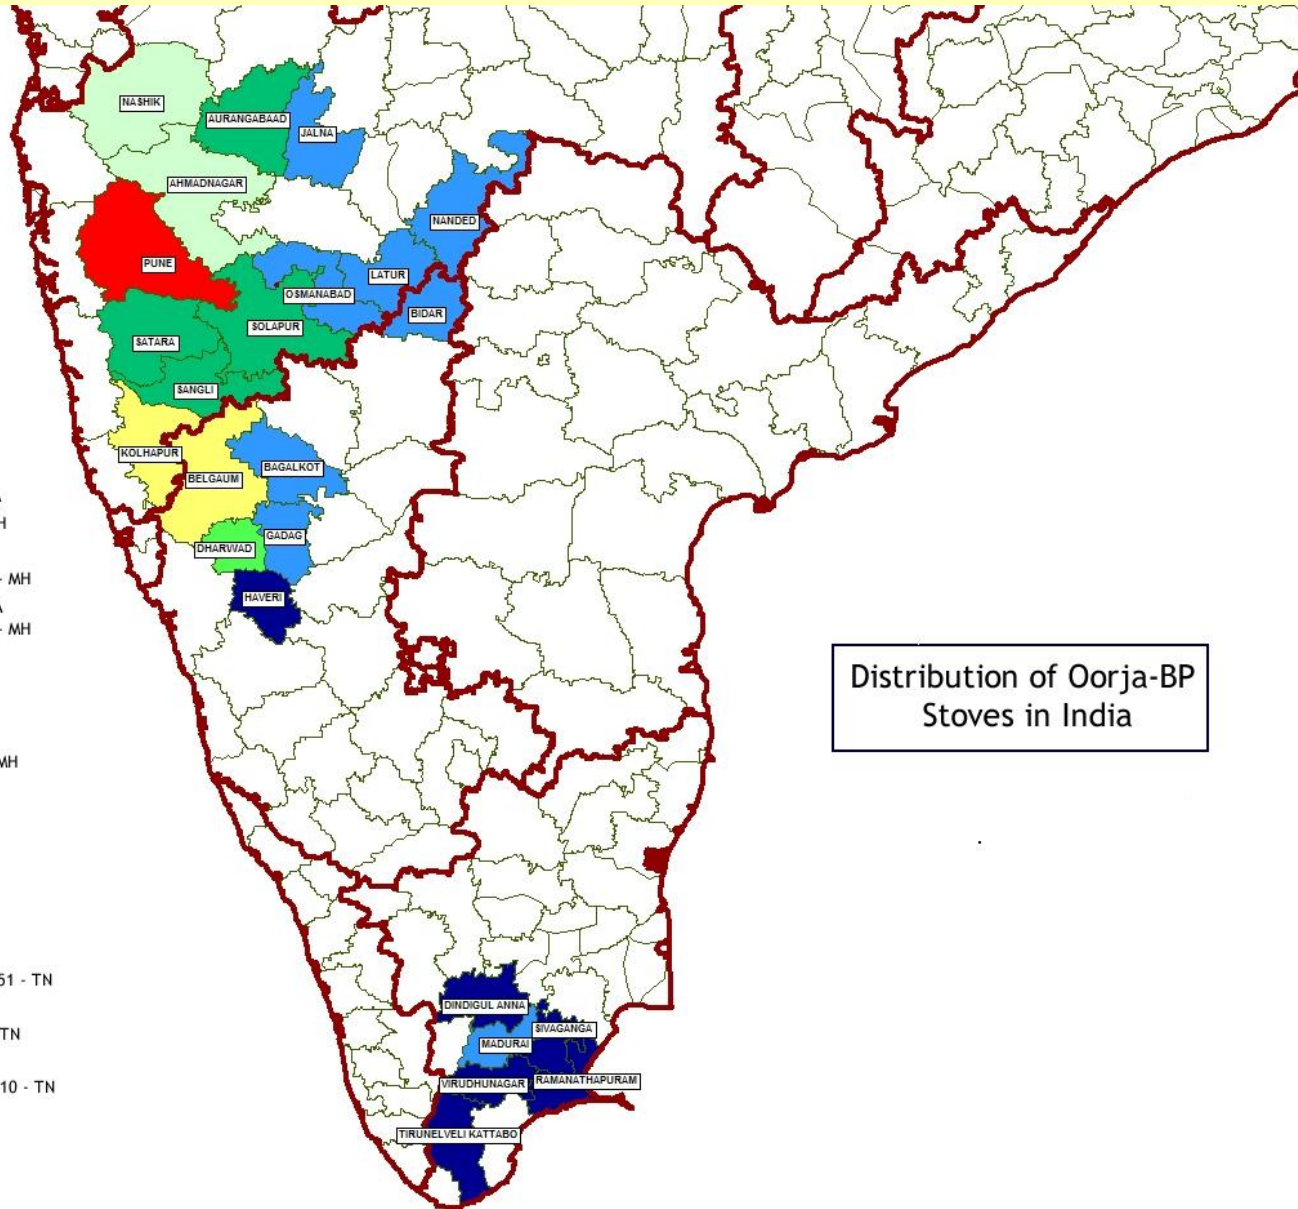 NASHIK
AURANGABAAD
JALNA
AHMADNAGAR
NANDED
PUNE
LATUR
OSMANABAD
BIDAR
SOLAPUR
SATARA
SANGLI
KOLHAPUR
BAGALKOT
BELGAUM
A
H
GADAG
DHARWAD
- MH
HAVERI
A
- MH
Distribution of Oorja-BP
Stoves in India
MH
51 - TN
DINDIGUL ANNA
SIVAGANGA
TN
MADURAI
VIRUDHUNAGAR
RAMANATHAPURAM
10 - TN
TIRUNELVELI KATTABO